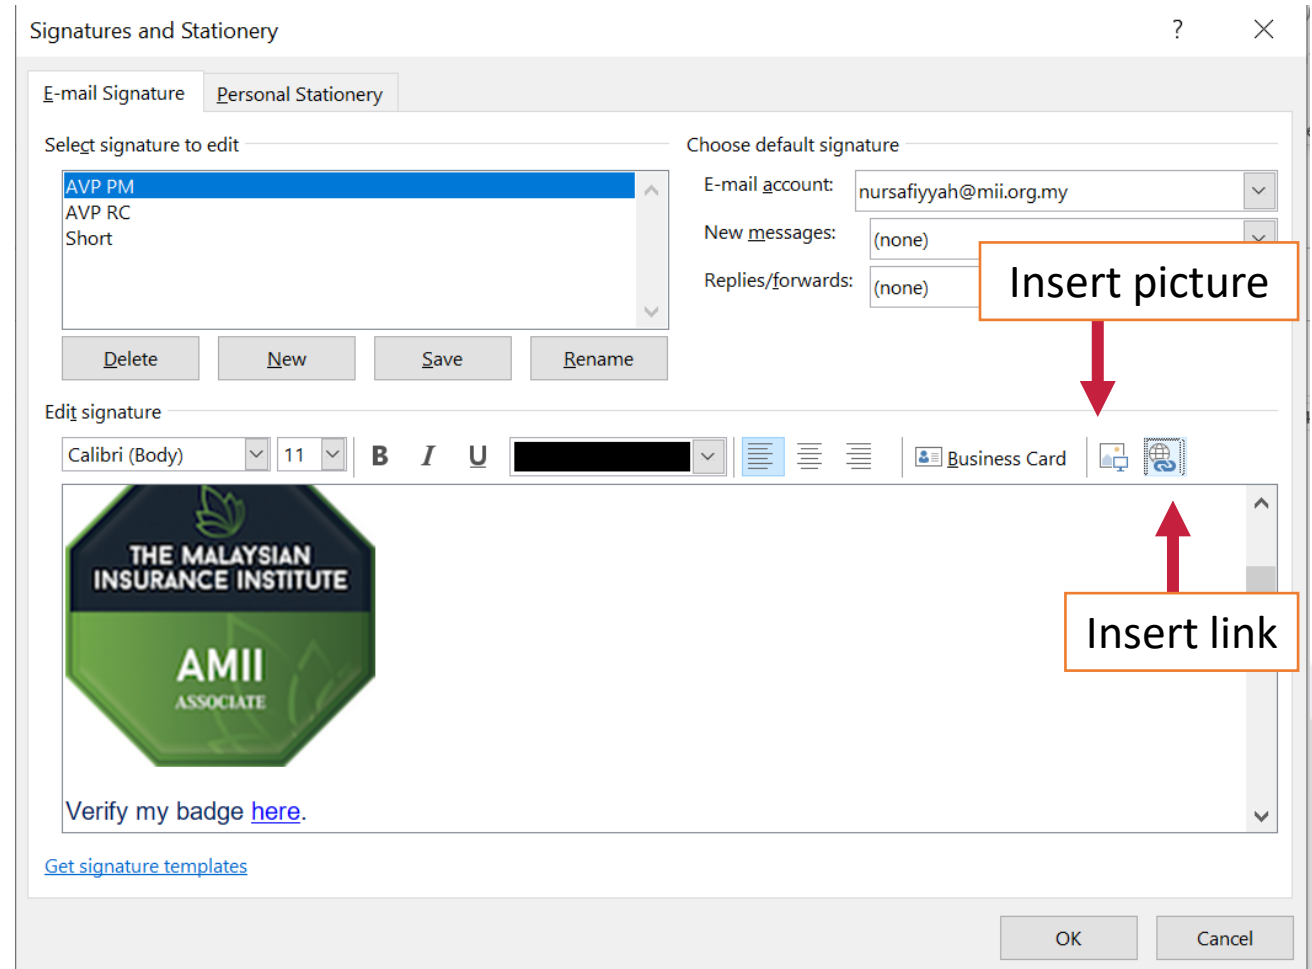 Signatures and Stationery
?
E-mail Signature
Personal Stationery
Select signature to edit
AVP PM
AVP RC
Short
Delete
New
Save
Rename
Choose default signature
E-mail account:
nursafiyyah@mii.org.my
New messages:
(none)
Replies/forwards:
(none)
Insert picture
Edit signature
Calibri (Body)
11
B
I
U
Business Card
Insert link
THE MALAYSIAN
INSURANCE INSTITUTE
AMII
ASSOCIATE
Verify my badge here.
Get signature templates
OK
Cancel